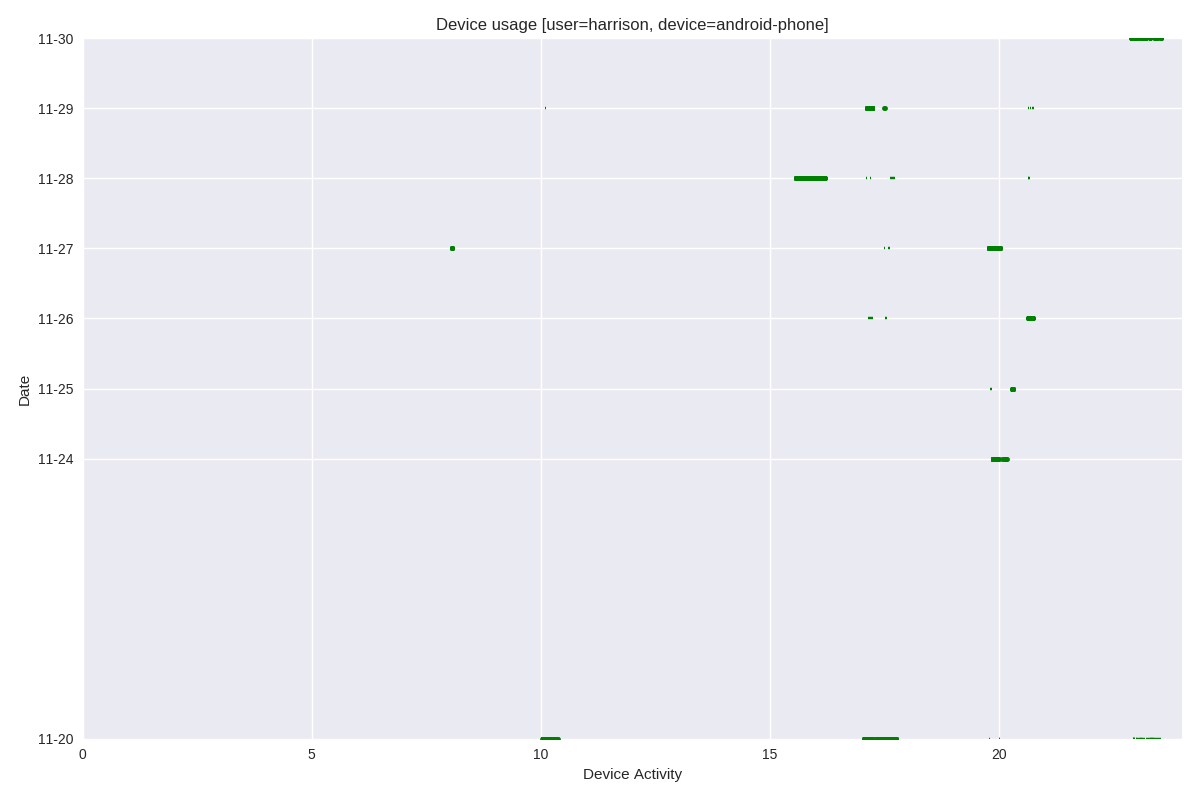 Device usage [user=harrison, device=android-phone]
11-30
11-29
11-28
11-27
11-26
11-25
11-24
11-20
Date
0 5 10 15 20
Device Activity